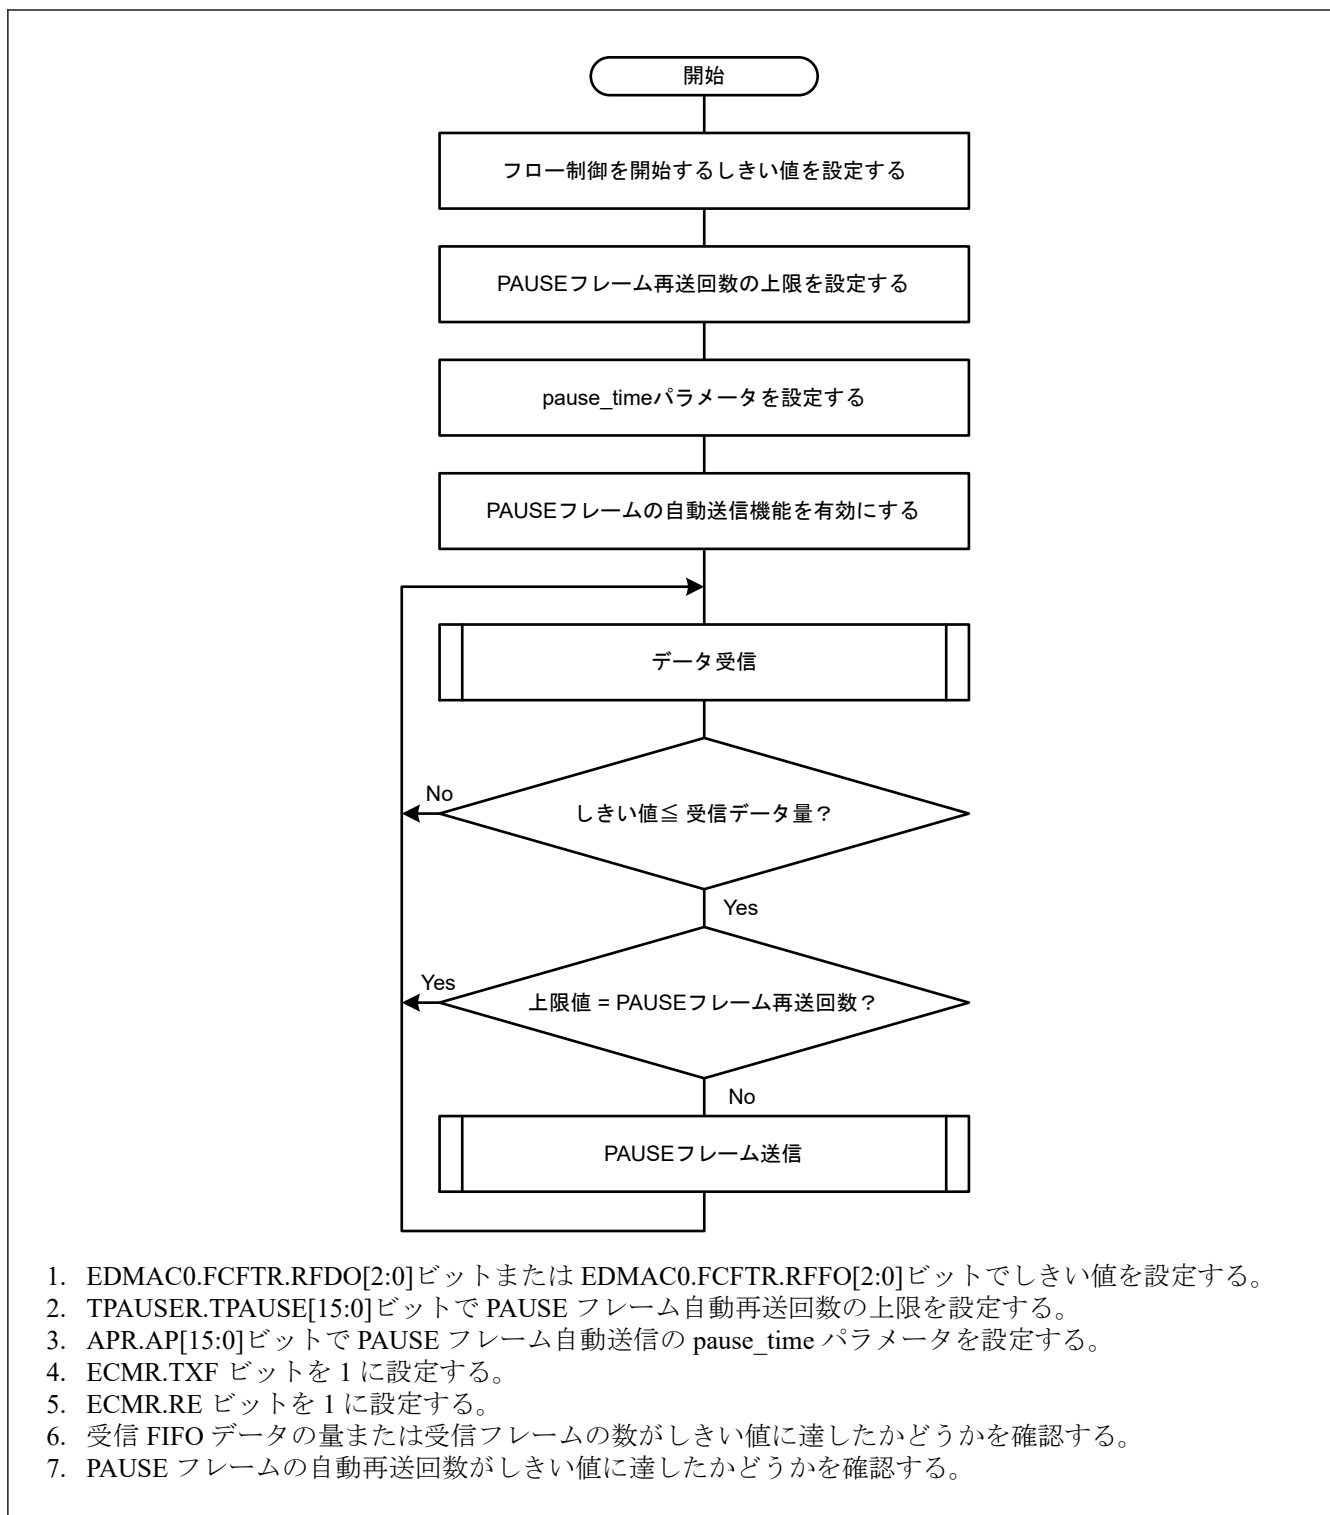 開始
フロー制御を開始するしきい値を設定する
PAUSEフレーム再送回数の上限を設定する
pause_timeパラメータを設定する
PAUSEフレームの自動送信機能を有効にする
データ受信
No
しきい値≦ 受信データ量？
Yes
Yes
上限値 = PAUSEフレーム再送回数？
No
PAUSEフレーム送信
1. EDMAC0.FCFTR.RFDO[2:0]ビットまたは EDMAC0.FCFTR.RFFO[2:0]ビットでしきい値を設定する。
2. TPAUSER.TPAUSE[15:0]ビットで PAUSE フレーム自動再送回数の上限を設定する。
3. APR.AP[15:0]ビットで PAUSE フレーム自動送信の pause_time パラメータを設定する。
4. ECMR.TXF ビットを 1 に設定する。
5. ECMR.RE ビットを 1 に設定する。
6. 受信 FIFO データの量または受信フレームの数がしきい値に達したかどうかを確認する。
7. PAUSE フレームの自動再送回数がしきい値に達したかどうかを確認する。